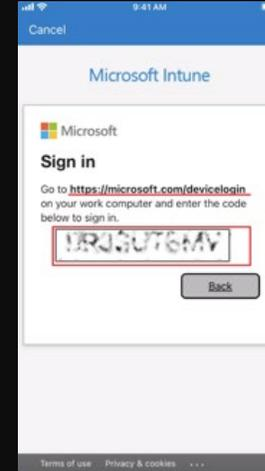 9:41 AM
Cancel
Microsoft Intune
Microsoft
Sign in
Go to https://microsoft.com/devicelogin
on your work computer and enter the code
below to sign in.
Back
Terms of use Privacy & cookies ...